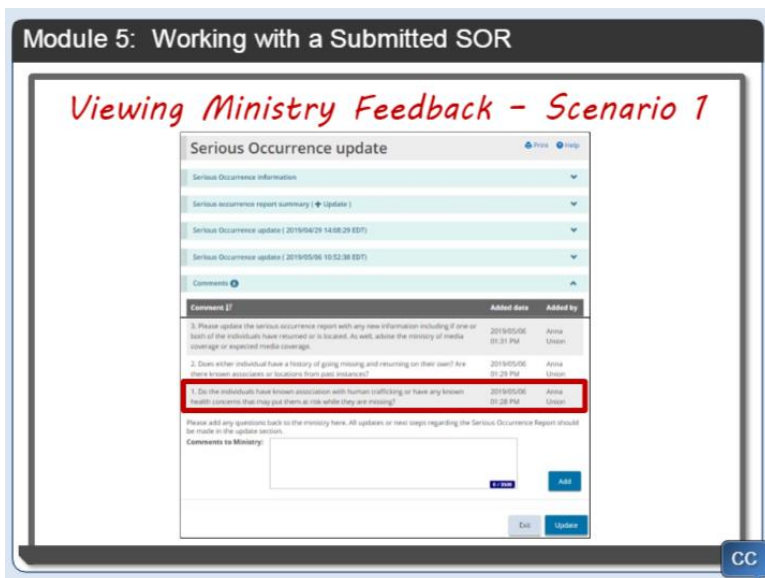 Module 5: Working with a Submitted SOR
Viewing Ministry Feedback - Scenario 1
Serious Occurrence update
Print Help
Serious Occurrence information
Serious occurrence report summary ( + Update )
Serious Occurrence update ( 2019/04/29 14:08:29 EDT)
Serious Occurrence update ( 2019/05/06 10:52:38 EDT)
Comments
Comment Added date Added by
3. Please update the serious occurrence report with any new information including if one or
both of the individuals have returned or is located. As well, advise the ministry of media
coverage or expected media coverage.
2019/05/06
01:31 PM
Anna
Union
2. Does either individual have a history of going missing and returning on their own? Are
there known associates or locations from past instances?
2019/05/06
01:29 PM
Anna
Union
1. Do the individuals have known association with human trafficking or have any known
health concerns that may put them at risk while they are missing?
2019/05/06
01:28 PM
Anna
Union
Please add any questions back to the ministry here. All updates or next steps regarding the Serious Occurrence Report should
be made in the update section.
Comments to Ministry:
Add
Exit Update
CC